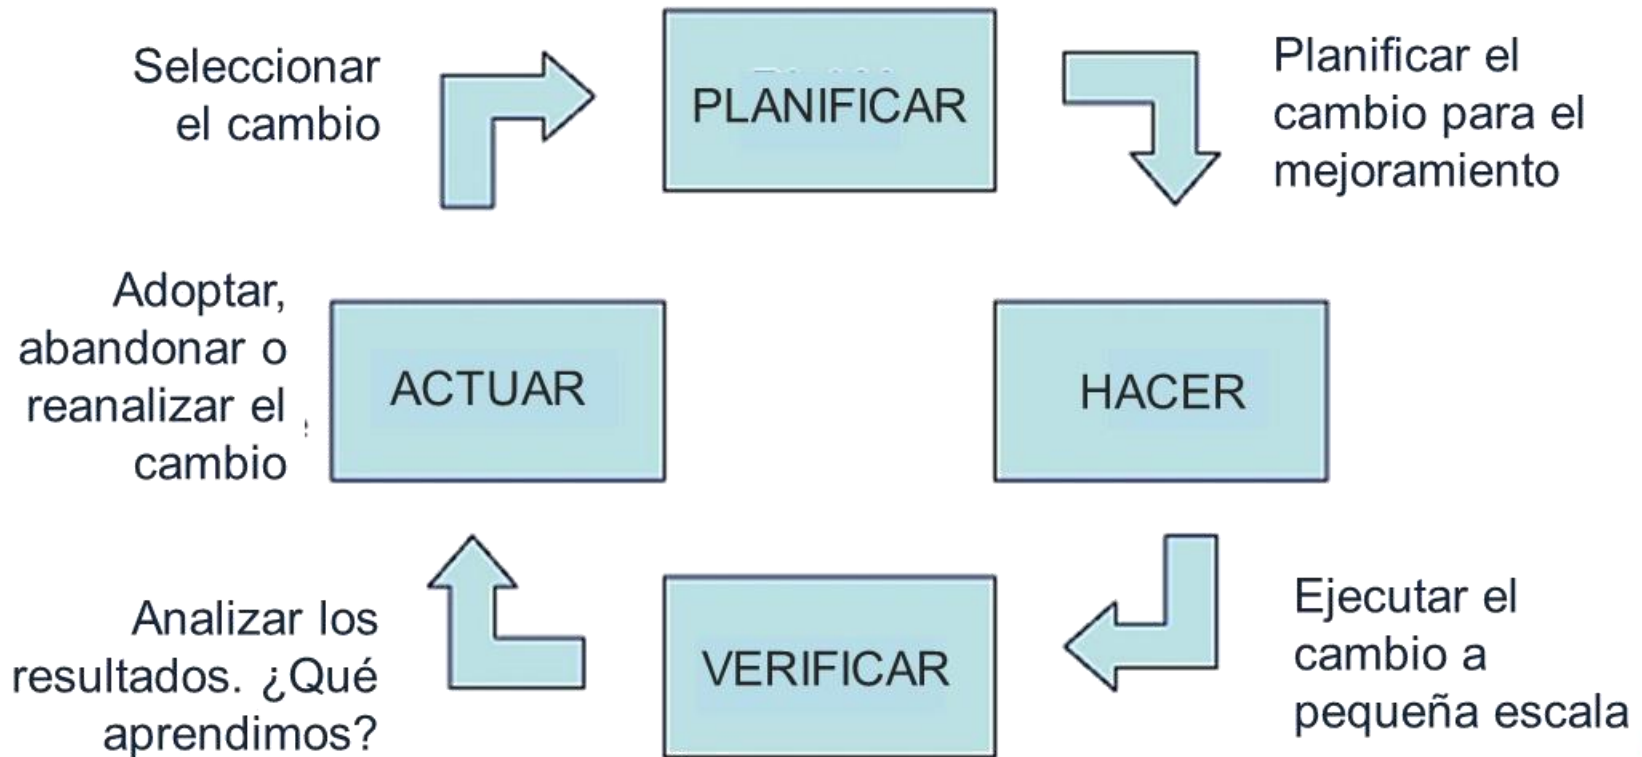 Seleccionar
el cambio
PLANIFICAR
Planificar el
cambio para el
mejoramiento
Adoptar,
abandonar o
reanalizar el
cambio
ACTUAR
HACER
Analizar los
resultados. ¿Qué
aprendimos?
VERIFICAR
Ejecutar el
cambio a
pequeña escala